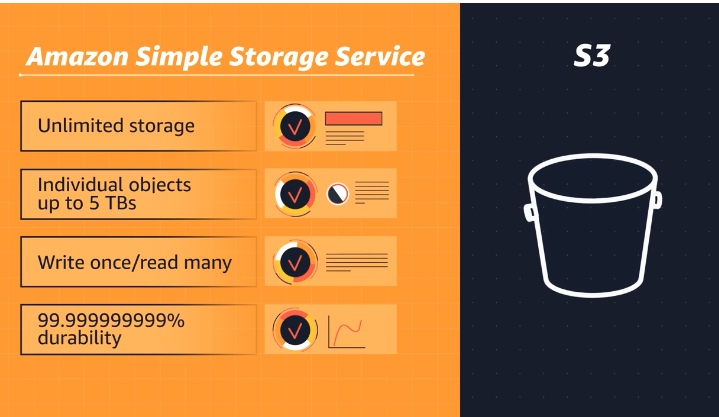 Amazon Simple Storage Service
S3
Unlimited storage
Individual objects
up to 5 TBs
Write once/read many
99.999999999%
durability